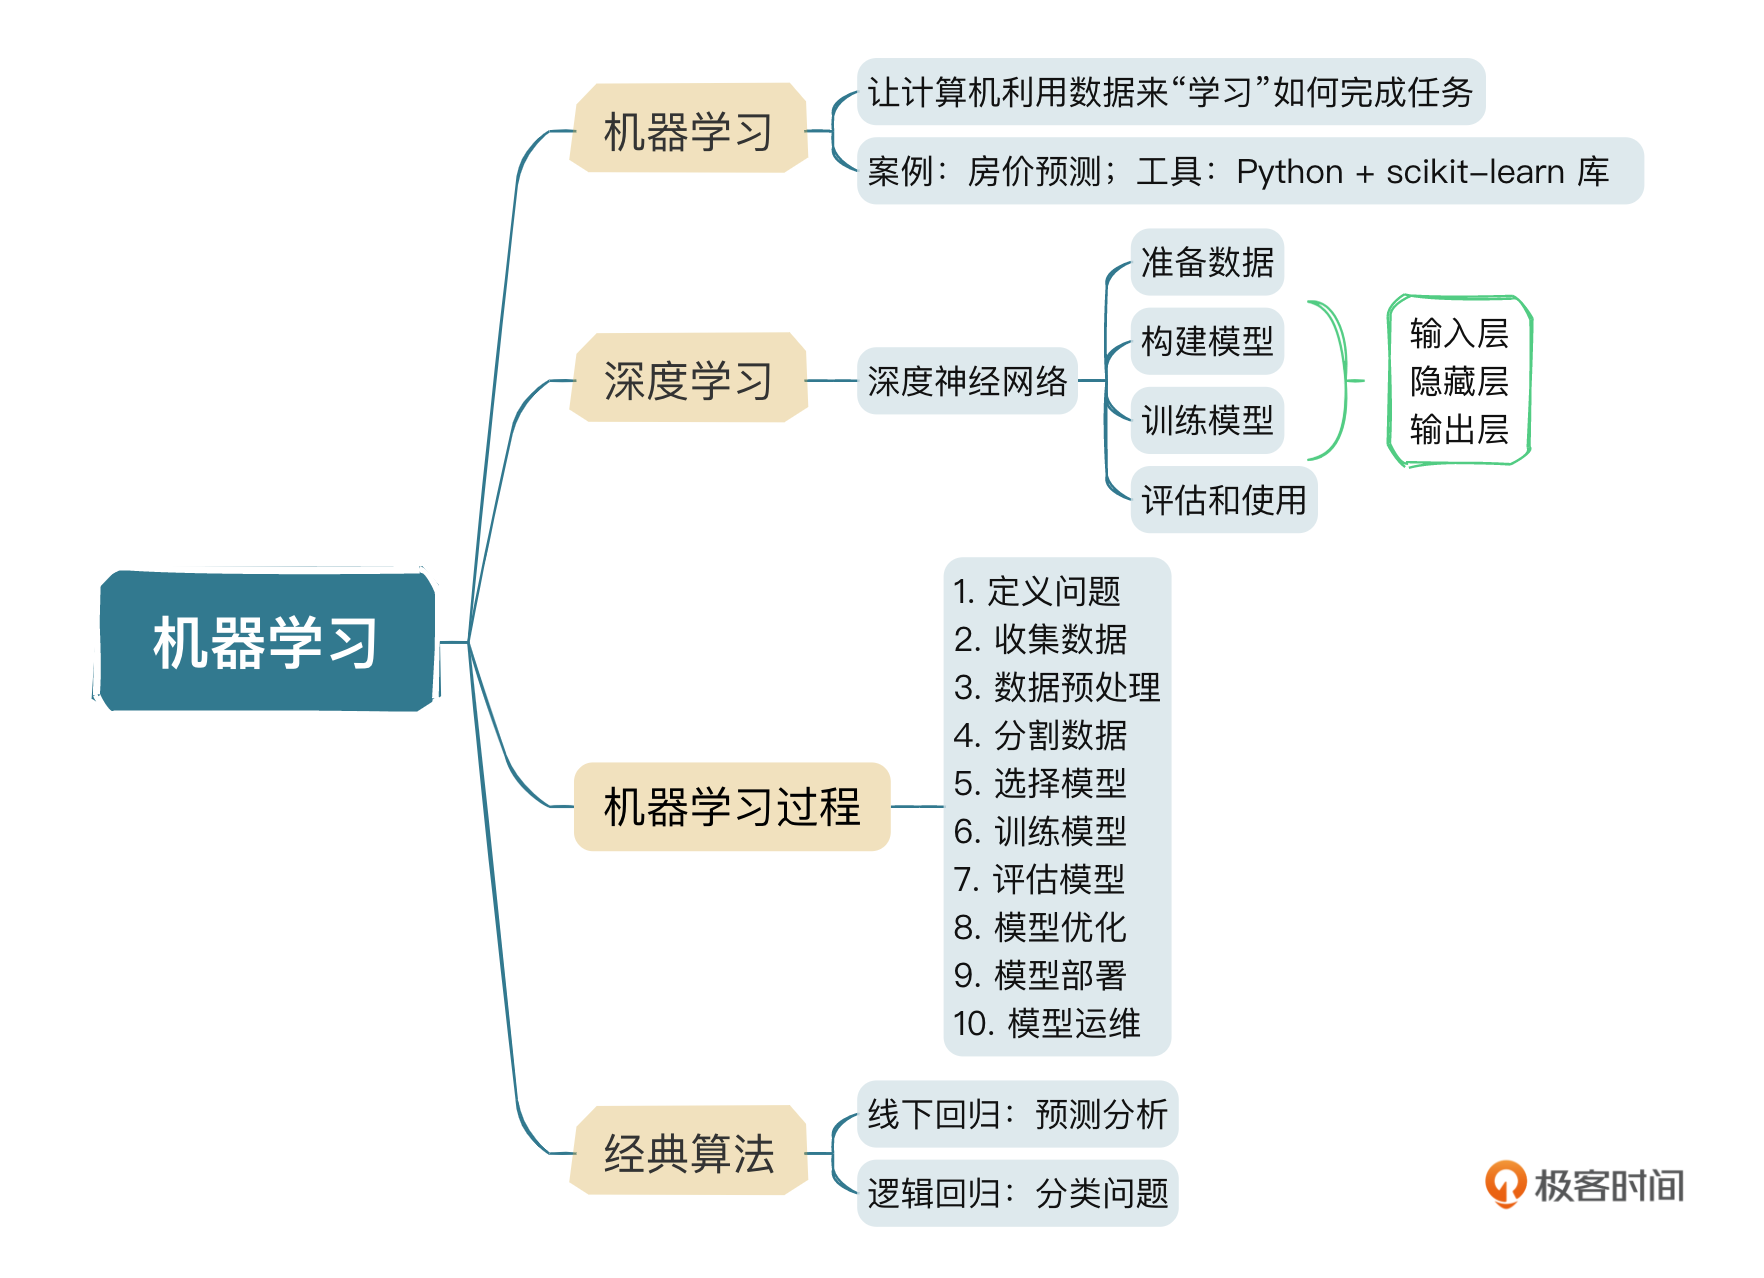 机器学习
机器学习
让计算机利用数据来“学习”如何完成任务
案例：房价预测；工具：Python + scikit-learn 库
深度学习
深度神经网络
准备数据
构建模型
训练模型
评估和使用
输入层
隐藏层
输出层
机器学习过程
1. 定义问题
2. 收集数据
3. 数据预处理
4. 分割数据
5. 选择模型
6. 训练模型
7. 评估模型
8. 模型优化
9. 模型部署
10. 模型运维
经典算法
线下回归：预测分析
逻辑回归：分类问题
极客时间